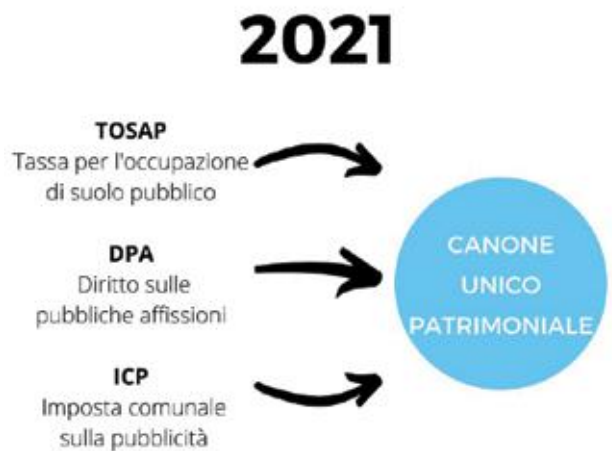 2021
TOSAP
Tassa per l'occupazione
di suolo pubblico
DPA
Diritto sulle
pubbliche affissioni
ICP
Imposta comunale
sulla pubblicità
CANONE
UNICO
PATRIMONIALE